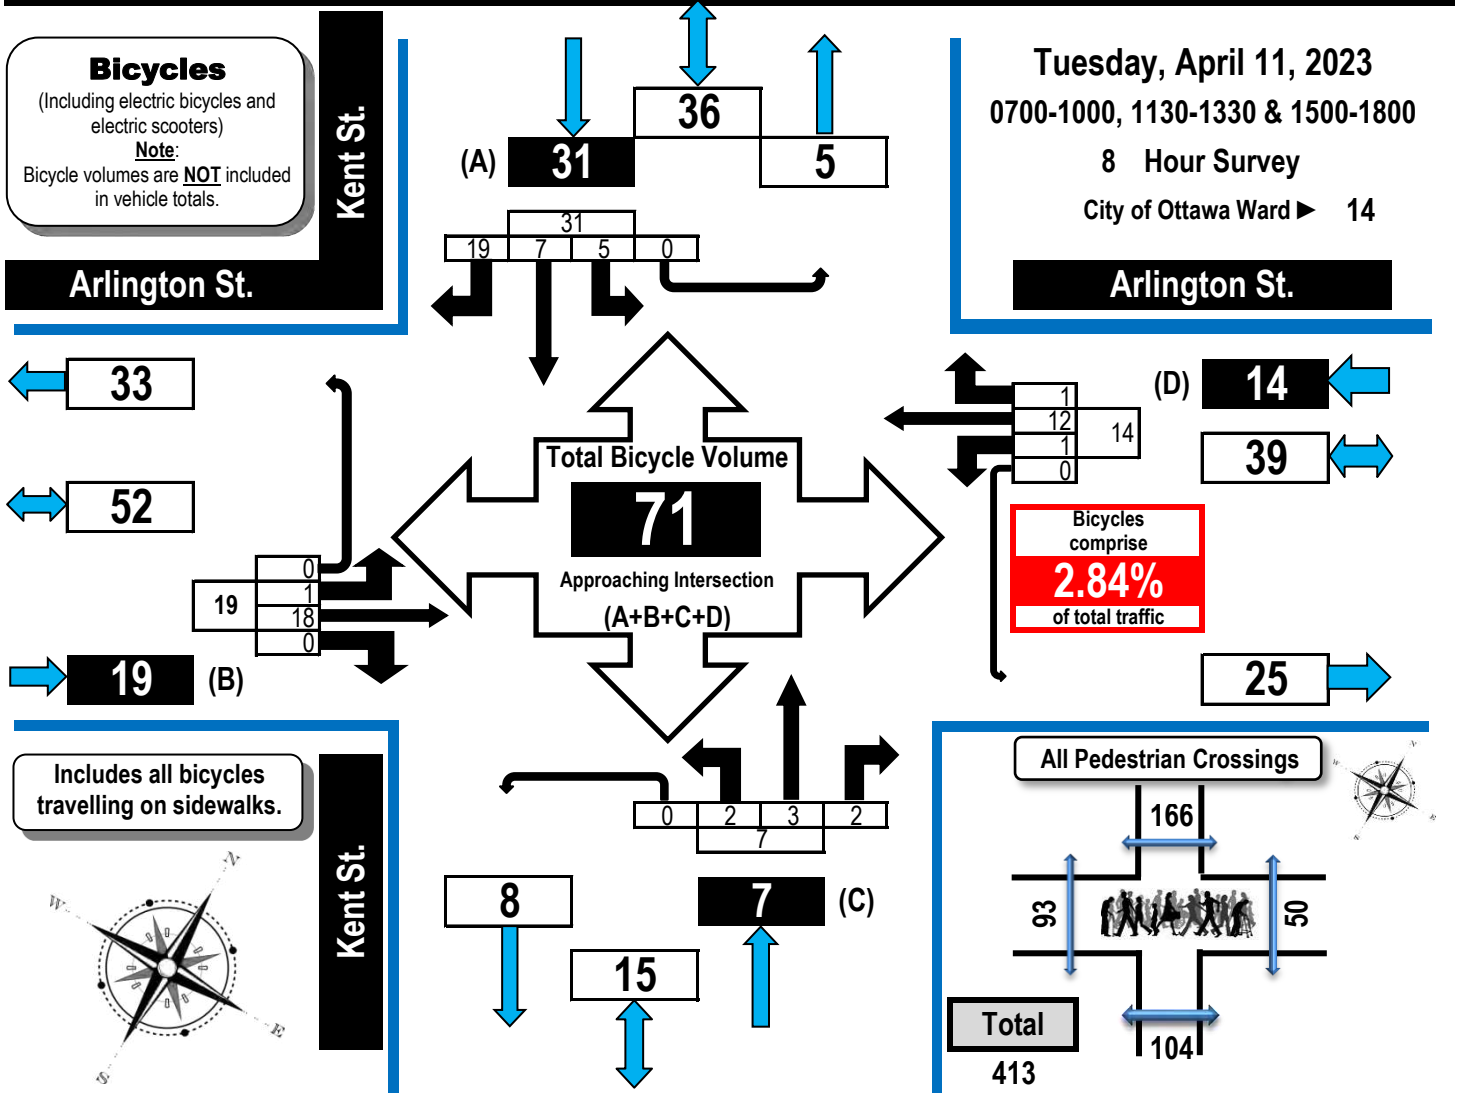 Bicycles
(Including electric bicycles and
electric scooters)
Note:
Bicycle volumes are NOT included
in vehicle totals.
Kent St.
Arlington St.
36
(A) 31
5
31
19 7 5 0
Tuesday, April 11, 2023
0700-1000, 1130-1330 & 1500-1800
8 Hour Survey
City of Ottawa Ward ► 14
Arlington St.
33
52
0
1
18
0
19
19 (B)
Total Bicycle Volume
71
Approaching Intersection
(A+B+C+D)
1
12
1
0
14
(D) 14
39
Bicycles
comprise
2.84%
of total traffic
25
Includes all bicycles
travelling on sidewalks.
N
W
E
S
Kent St.
0 2 3 2
7
8
7 (C)
15
All Pedestrian Crossings
N
W
E
S
166
93
50
104
Total
413